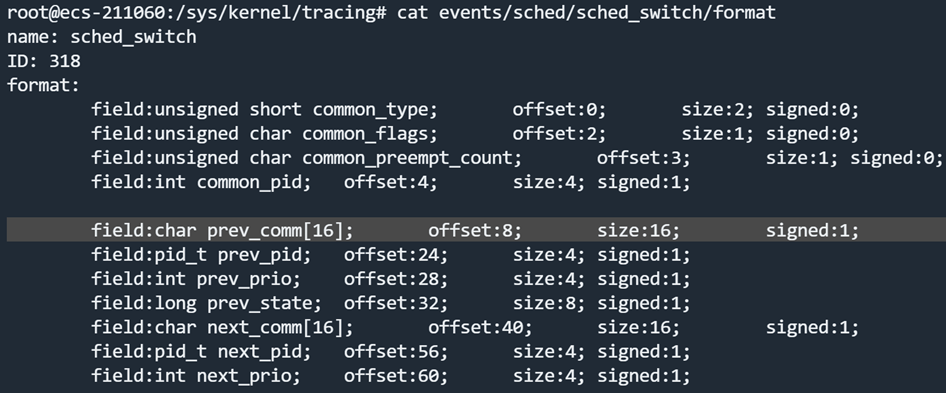 root@ecs-211060:/sys/kernel/tracing# cat events/sched/sched_switch/format
name: sched_switch
ID: 318
format:
field:unsigned short common_type; offset:0; size:2; signed:0;
field:unsigned char common_flags; offset:2; size:1; signed:0;
field:unsigned char common_preempt_count; offset:3; size:1; signed:0;
field:int common_pid; offset:4; size:4; signed:1;
field:char prev_comm[16]; offset:8; size:16; signed:1;
field:pid_t prev_pid; offset:24; size:4; signed:1;
field:int prev_prio; offset:28; size:4; signed:1;
field:long prev_state; offset:32; size:8; signed:1;
field:char next_comm[16]; offset:40; size:16; signed:1;
field:pid_t next_pid; offset:56; size:4; signed:1;
field:int next_prio; offset:60; size:4; signed:1;